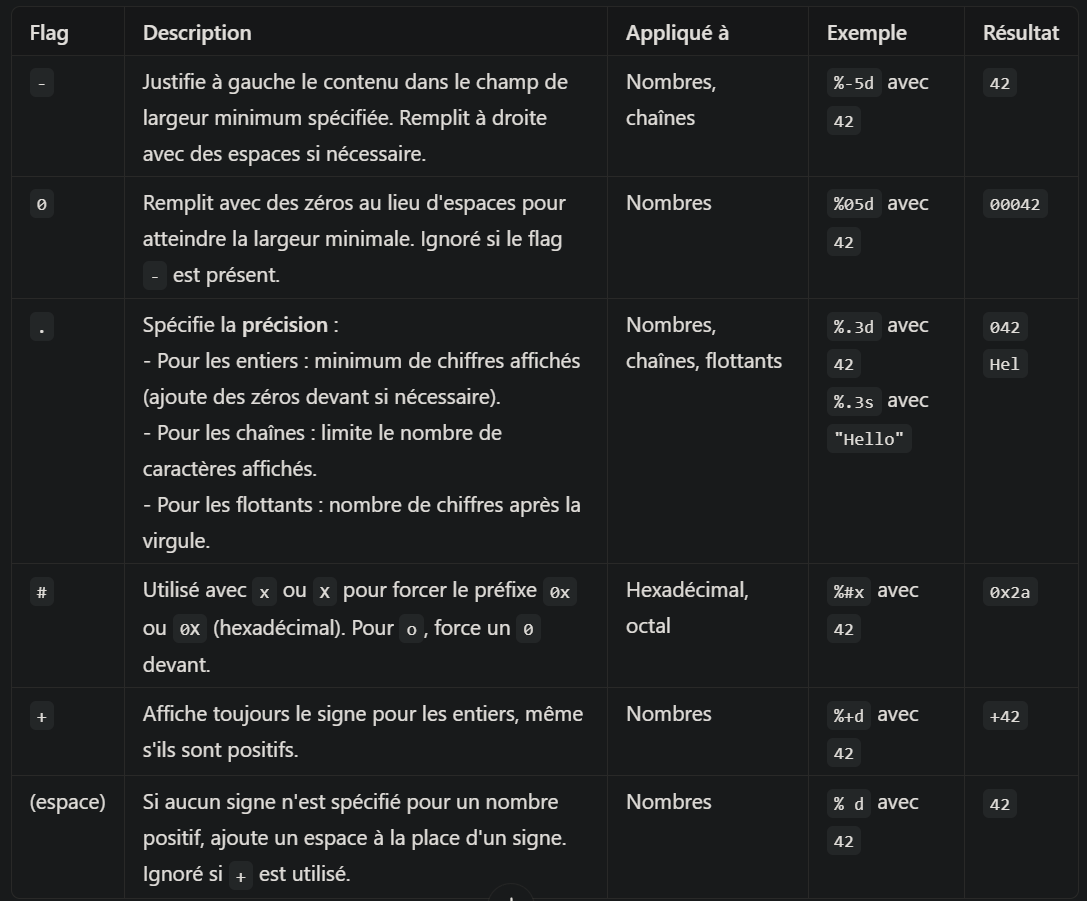 Flag Description Appliqué à Exemple Résultat
- Justifie à gauche le contenu dans le champ de Nombres, %-5d avec 42
largeur minimum spécifiée. Remplit à droite chaînes 42
avec des espaces si nécessaire.
0 Remplit avec des zéros au lieu d'espaces pour Nombres %05d avec 00042
atteindre la largeur minimale. Ignoré si le flag 42
- est présent.
. Spécifie la précision : Nombres, %.3d avec 042
- Pour les entiers : minimum de chiffres affichés chaînes, flottants 42 Hel
(ajoute des zéros devant si nécessaire). %.3s avec
- Pour les chaînes : limite le nombre de "Hello"
caractères affichés.
- Pour les flottants : nombre de chiffres après la
virgule.
# Utilisé avec x ou X pour forcer le préfixe 0x Hexadécimal, %#x avec 0x2a
ou 0X (hexadécimal). Pour o, force un 0 octal 42
devant.
+ Affiche toujours le signe pour les entiers, même Nombres %+d avec +42
s'ils sont positifs. 42
(espace) Si aucun signe n'est spécifié pour un nombre Nombres % d avec 42
positif, ajoute un espace à la place d'un signe. 42
Ignoré si + est utilisé.